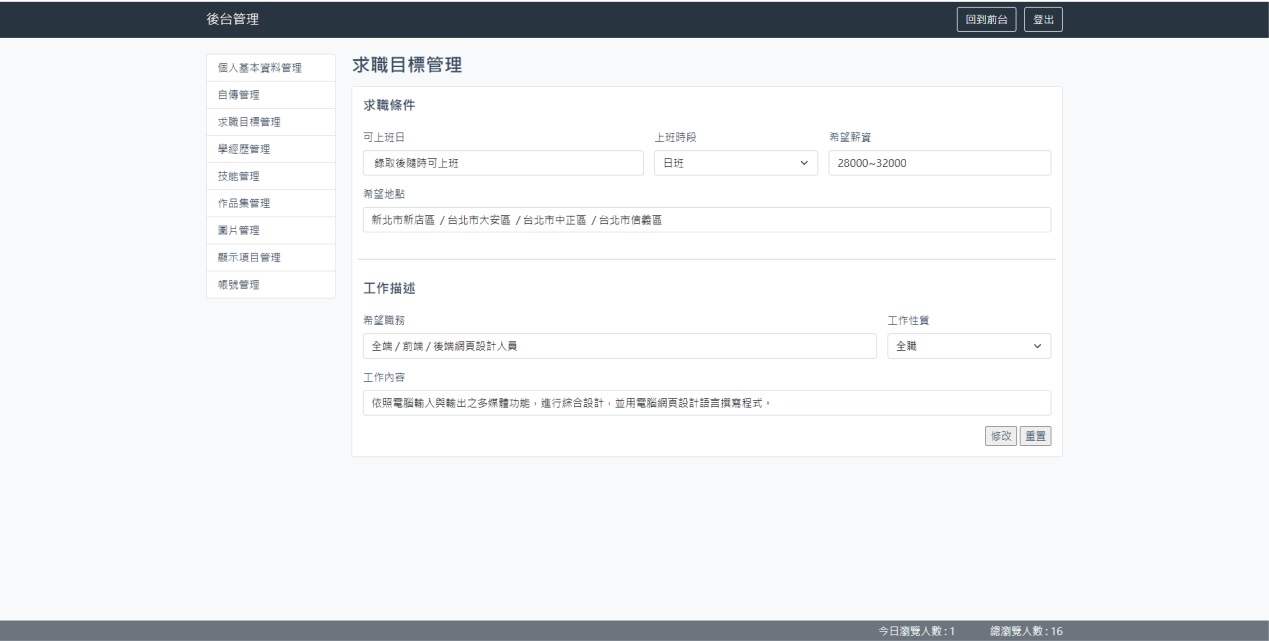 後台管理
回到前台
登出
個人基本資料管理
自傳管理
求職目標管理
學經歷管理
技能管理
作品集管理
圖片管理
顯示項目管理
帳號管理
求職目標管理
求職條件
可上班日
上班時段
希望薪資
錄取後隨時可上班
日班
28000~32000
希望地點
新北市新店區 / 台北市大安區 / 台北市中正區 / 台北市信義區
工作描述
希望職務
工作性質
全端 / 前端 / 後端網頁設計人員
全職
工作內容
依照電腦輸入與輸出之多媒體功能，進行綜合設計，並用電腦網頁設計語言撰寫程式。
修改
重置
今日瀏覽人數 : 1
總瀏覽人數 : 16